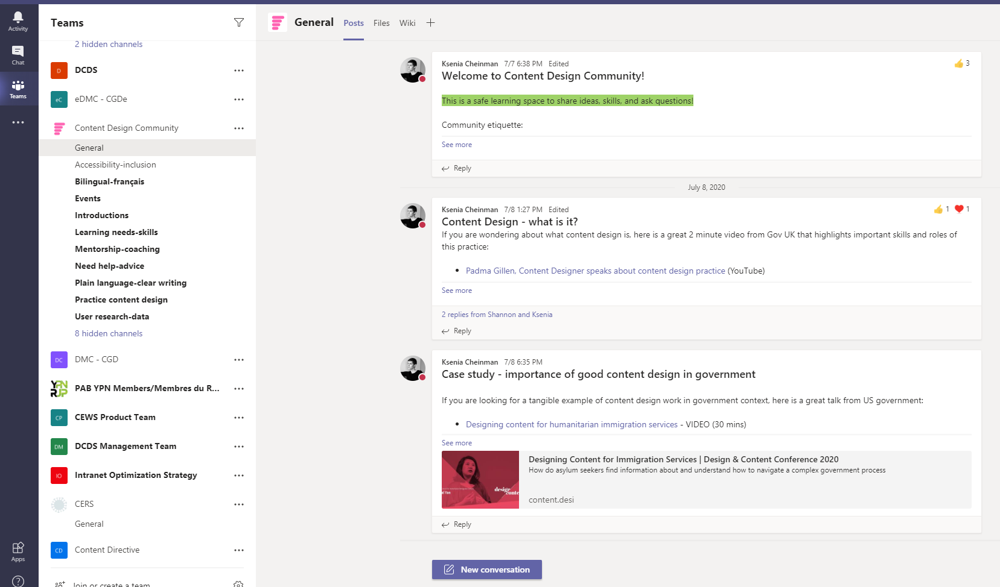 Activity
Chat
Teams
Apps
Teams
2 hidden channels
D
DCDS
eC
eDMC - CGDe
Content Design Community
General
Accessibility-inclusion
Bilingual-français
Events
Introductions
Learning needs-skills
Mentorship-coaching
Need help-advice
Plain language-clear writing
Practice content design
User research-data
8 hidden channels
DC
DMC - CGD
YPN
RJP
PAB YPN Members/Membres du R...
CP
CEWS Product Team
DM
DCDS Management Team
IO
Intranet Optimization Strategy
CERS
General
CD
Content Directive
Join or create a team
General
Posts
Files
Wiki
Ksenia Cheinman 7/7 6:38 PM Edited
3
Welcome to Content Design Community!
This is a safe learning space to share ideas, skills, and ask questions!
Community etiquette:
See more
Reply
July 8, 2020
Ksenia Cheinman 7/8 1:27 PM Edited
1 1
Content Design - what is it?
If you are wondering about what content design is, here is a great 2 minute video from Gov UK that highlights important skills and roles of
this practice:
• Padma Gillen, Content Designer speaks about content design practice (YouTube)
See more
2 replies from Shannon and Ksenia
Reply
Ksenia Cheinman 7/8 6:35 PM
Case study - importance of good content design in government
If you are looking for a tangible example of content design work in government context, here is a great talk from US government:
• Designing content for humanitarian immigration services - VIDEO (30 mins)
See more
design
conte
Designing Content for Immigration Services | Design & Content Conference 2020
How do asylum seekers find information about and understand how to navigate a complex government process
content.desi
Reply
New conversation